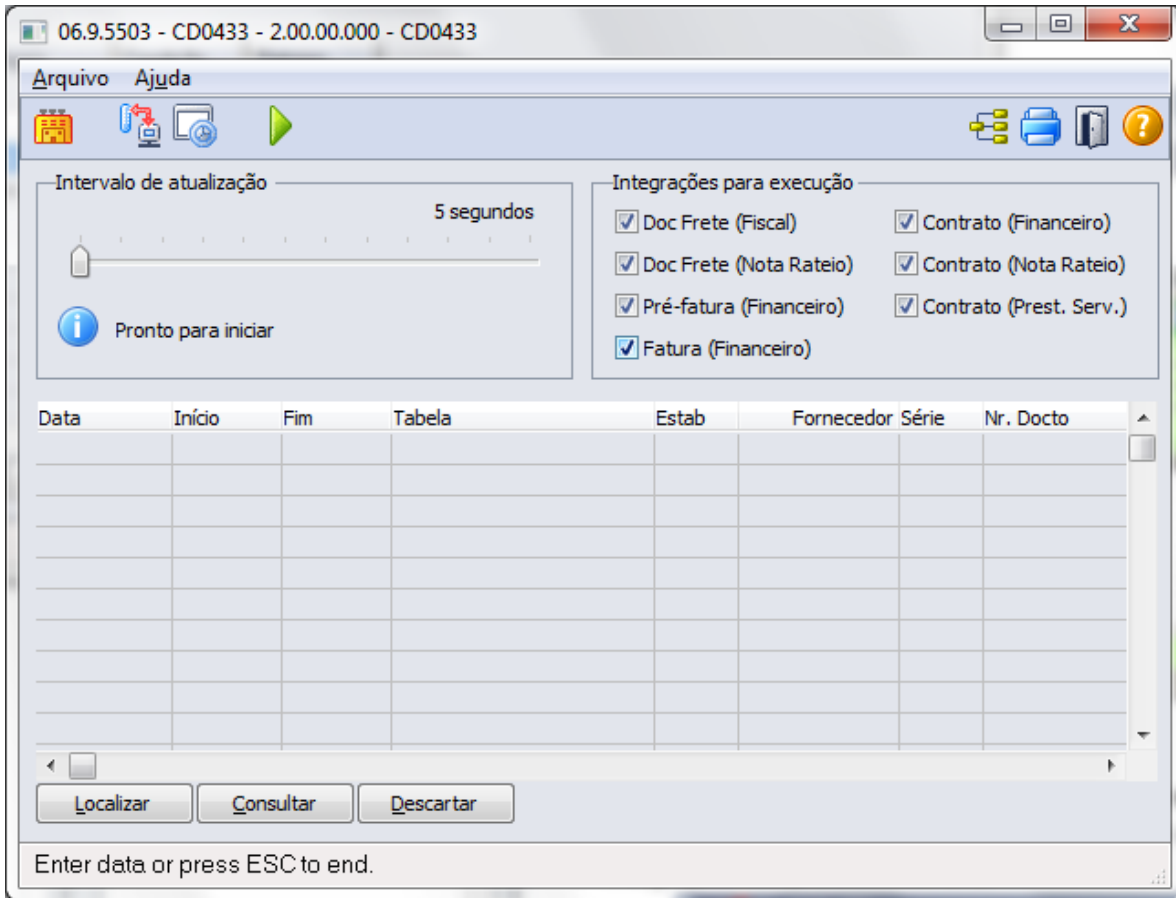 06.9.5503 - CD0433 - 2.00.00.000 - CD0433
Arquivo Ajuda
Intervalo de atualização
5 segundos
Pronto para iniciar
Integrações para execução
Doc Frete (Fiscal) Contrato (Financeiro)
Doc Frete (Nota Rateio) Contrato (Nota Rateio)
Pré-fatura (Financeiro) Contrato (Prest. Serv.)
Fatura (Financeiro)
Data Início Fim Tabela Estab Fornecedor Série Nr. Docto
Localizar Consultar Descartar
Enter data or press ESC to end.